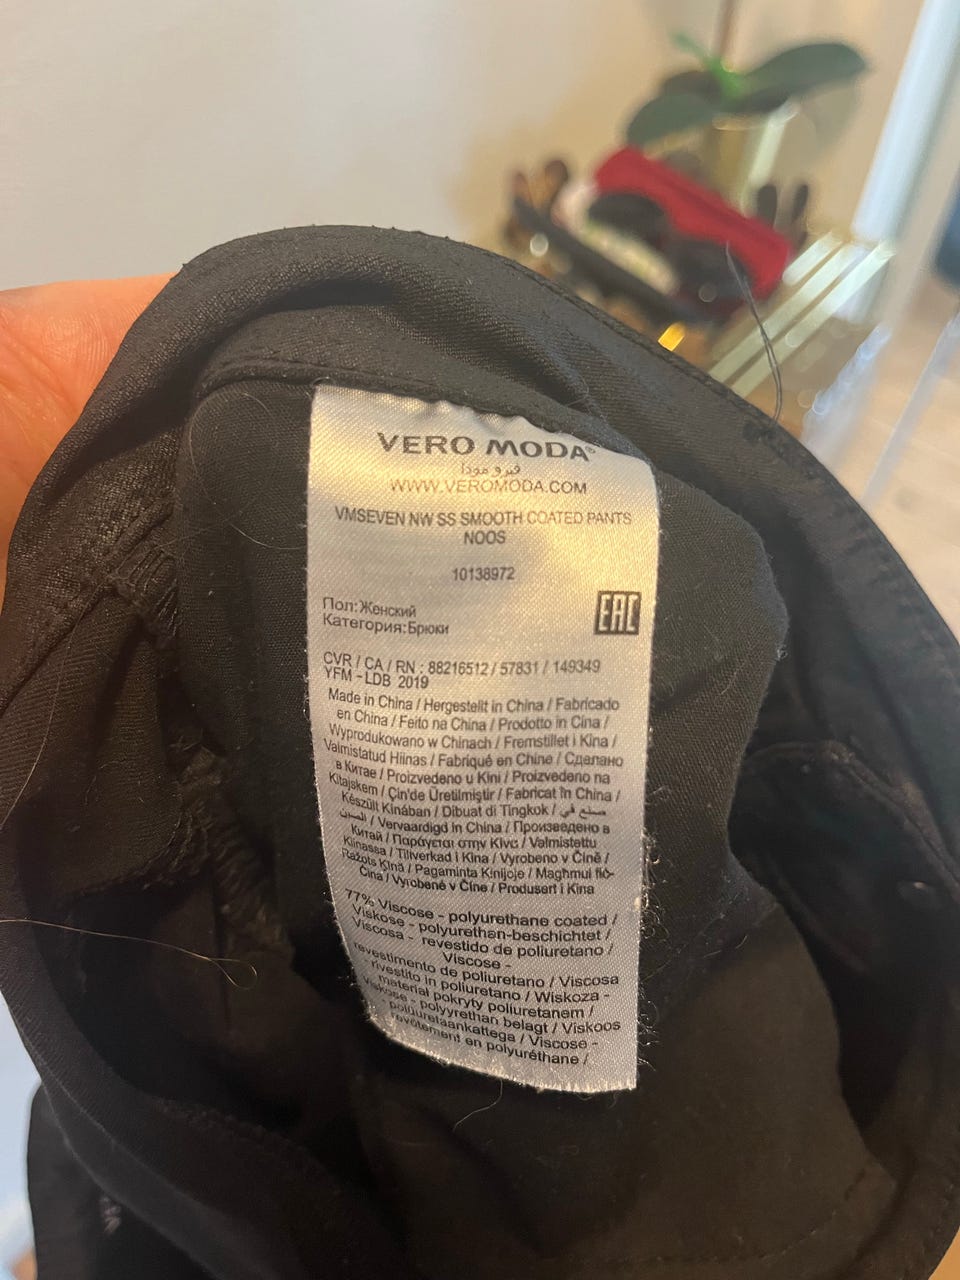 VERO MODA®
فيرو مودا
WWW.VEROMODA.COM
VMSEVEN NW SS SMOOTH COATED PANTS
NOOS
10138972
Пол:Женский
Категория:Брюки
EAC
CVR / CA / RN : 88216512 / 57831 / 149349
YFM - LDB 2019
Made in China / Hergestellt in China / Fabricado
en China / Feito na China / Prodotto in Cina /
Wyprodukowano w Chinach / Fremstillet i Kina /
Valmistatud Hiinas / Fabriqué en Chine / Сделано
в Китае / Proizvedeno u Kini / Proizvedeno na
Kitajskem / Çin'de Üretilmiştir / Fabricat în China /
Készült Kínában / Dibuat di Tingkok / صنع في
الصين / Vervaardigd in China / Произведено в
Китай / Παράγεται στην Κίνα / Valmistettu
Kiinassa / Tillverkad i Kina / Vyrobeno v Číně /
Ražots Ķīnā / Pagaminta Kinijoje / Magħmul fiċ-
Ċina / Vyrobené v Číne / Produsert i Kina
77% Viscose - polyurethane coated /
Viskose - polyurethan-beschichtet /
Viscosa - revestido de poliuretano /
Viscose -
revestimento de poliuretano / Viscosa
- rivestito in poliuretano / Wiskoza -
materiał pokryty poliuretanem /
Viskose - polyyrethan belagt / Viskoos
- polüuretaankattega / Viscose -
revêtement en polyuréthane /